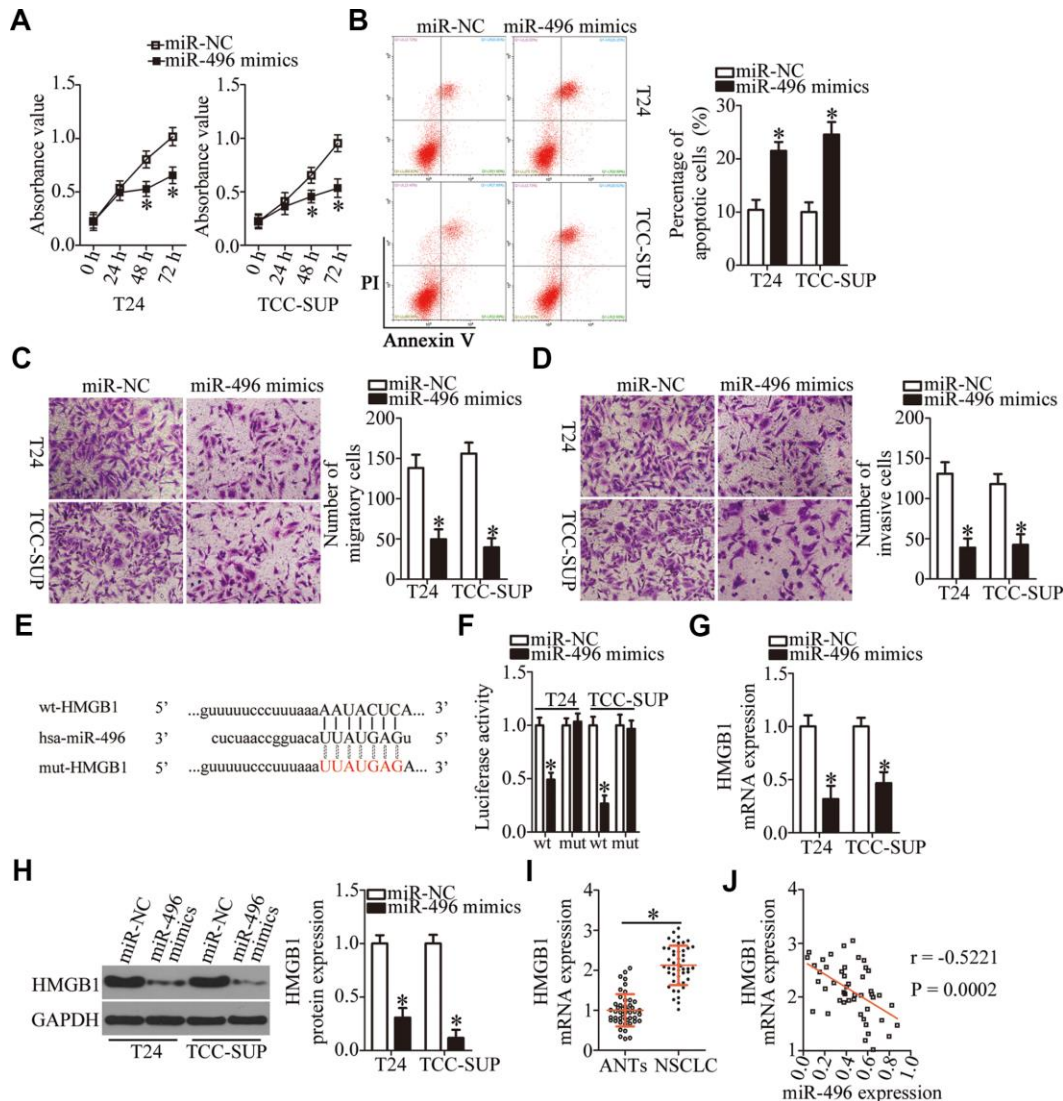 A
miR-NC
miR-496 mimics
Absorbance value
1.5
1.0
0.5
0.0
0 h
24 h
48 h
72 h
*
*
T24
Absorbance value
1.5
1.0
0.5
0.0
0 h
24 h
48 h
72 h
*
*
TCC-SUP
B
miR-NC
miR-496 mimics
T24
TCC-SUP
PI
Annexin V
miR-NC
miR-496 mimics
Percentage of
apoptotic cells (%)
30
20
10
0
*
*
T24
TCC-SUP
C
miR-NC
miR-496 mimics
T24
TCC-SUP
miR-NC
miR-496 mimics
Number of
migratory cells
200
150
100
50
0
*
*
T24
TCC-SUP
D
miR-NC
miR-496 mimics
T24
TCC-SUP
miR-NC
miR-496 mimics
Number of
invasive cells
200
150
100
50
0
*
*
T24
TCC-SUP
E
wt-HMGB1 5’ ...guuuuucccuuuaaaAAUACUCA... 3’
hsa-miR-496 3’ cucuaaccgguacaUUAUGAGu 5’
mut-HMGB1 5’ ...guuuuucccuuuaaaUUAUGAGA... 3’
F
miR-NC
miR-496 mimics
Luciferase activity
1.5
1.0
0.5
0.0
T24
TCC-SUP
*
*
wt
mut
wt
mut
G
miR-NC
miR-496 mimics
HMGB1
mRNA expression
1.5
1.0
0.5
0.0
*
*
T24
TCC-SUP
H
miR-NC
miR-496
mimics
miR-NC
miR-496
mimics
HMGB1
GAPDH
T24
TCC-SUP
miR-NC
miR-496 mimics
HMGB1
protein expression
1.5
1.0
0.5
0.0
*
*
T24
TCC-SUP
I
HMGB1
mRNA expression
4
3
2
1
0
*
ANTs
NSCLC
J
HMGB1
mRNA expression
4
3
2
1
0.0
0.2
0.4
0.6
0.8
1.0
miR-496 expression
r = -0.5221
P = 0.0002